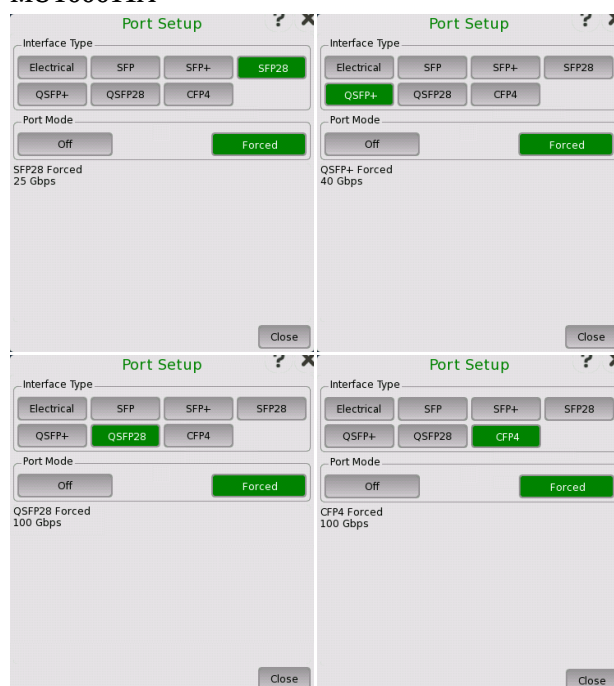 Port Setup ? X
Interface Type
Electrical SFP SFP+ SFP28
QSFP+ QSFP28 CFP4
Port Mode
Off Forced
SFP28 Forced
25 Gbps
Close
Port Setup ?
Interface Type
Electrical SFP SFP+ SFP28
QSFP+ QSFP28 CFP4
Port Mode
Off Forced
QSFP+ Forced
40 Gbps
Close
Port Setup ? X
Interface Type
Electrical SFP SFP+ SFP28
QSFP+ QSFP28 CFP4
Port Mode
Off Forced
QSFP28 Forced
100 Gbps
Close
Port Setup ?
Interface Type
Electrical SFP SFP+ SFP28
QSFP+ QSFP28 CFP4
Port Mode
Off Forced
CFP4 Forced
100 Gbps
Close